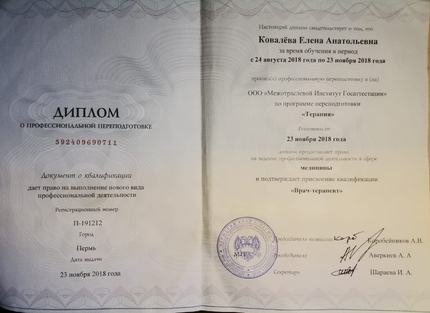 ДИПЛОМ
О ПРОФЕССИОНАЛЬНОЙ ПЕРЕПОДГОТОВКЕ
592409690711
Документ о квалификации
дает право на выполнение нового вида
профессиональной деятельности
Регистрационный номер
П-191212
Город
Пермь
Дата выдачи
23 ноября 2018 года
Настоящий диплом свидетельствует о том, что
Ковалёва Елена Анатольевна
за время обучения в период
с 24 августа 2018 года по 23 ноября 2018 года
профессиональную переподготовку в (на)
ООО «Межотраслевой Институт Госаттестации»
по программе переподготовки
«Терапия»
23 ноября 2018 года
диплом предоставляет право
на ведение профессиональной деятельности в сфере
медицины
и подтверждает присвоение квалификации
«Врач-терапевт»
Председатель комиссии Коробейников А.В.
Руководитель Аверкиев А. А
Секретарь Шараева И. А.
М.П.